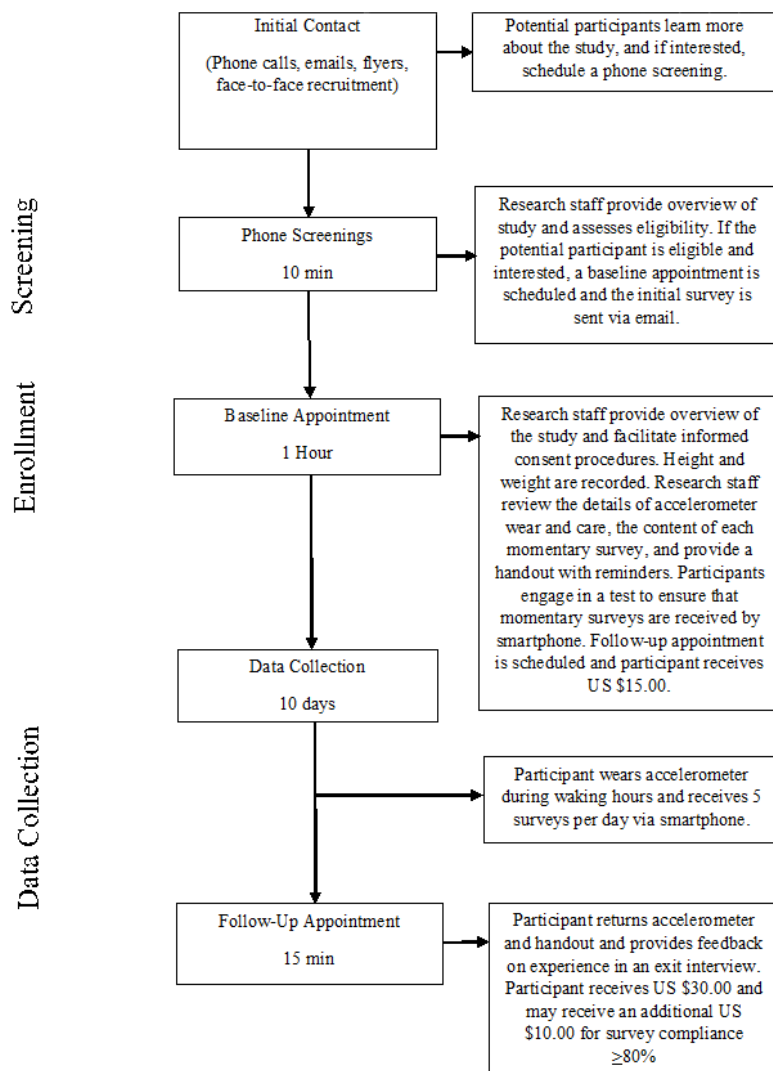 Initial Contact
(Phone calls, emails, flyers,
face-to-face recruitment)
Potential participants learn more
about the study, and if interested,
schedule a phone screening.
Screening
Phone Screenings
10 min
Research staff provide overview of
study and assesses eligibility. If the
potential participant is eligible and
interested, a baseline appointment is
scheduled and the initial survey is
sent via email.
Enrollment
Baseline Appointment
1 Hour
Research staff provide overview of
the study and facilitate informed
consent procedures. Height and
weight are recorded. Research staff
review the details of accelerometer
wear and care, the content of each
momentary survey, and provide a
handout with reminders. Participants
engage in a test to ensure that
momentary surveys are received by
smartphone. Follow-up appointment
is scheduled and participant receives
US $15.00.
Data Collection
Data Collection
10 days
Participant wears accelerometer
during waking hours and receives 5
surveys per day via smartphone.
Follow-Up Appointment
15 min
Participant returns accelerometer
and handout and provides feedback
on experience in an exit interview.
Participant receives US $30.00 and
may receive an additional US
$10.00 for survey compliance
≥80%